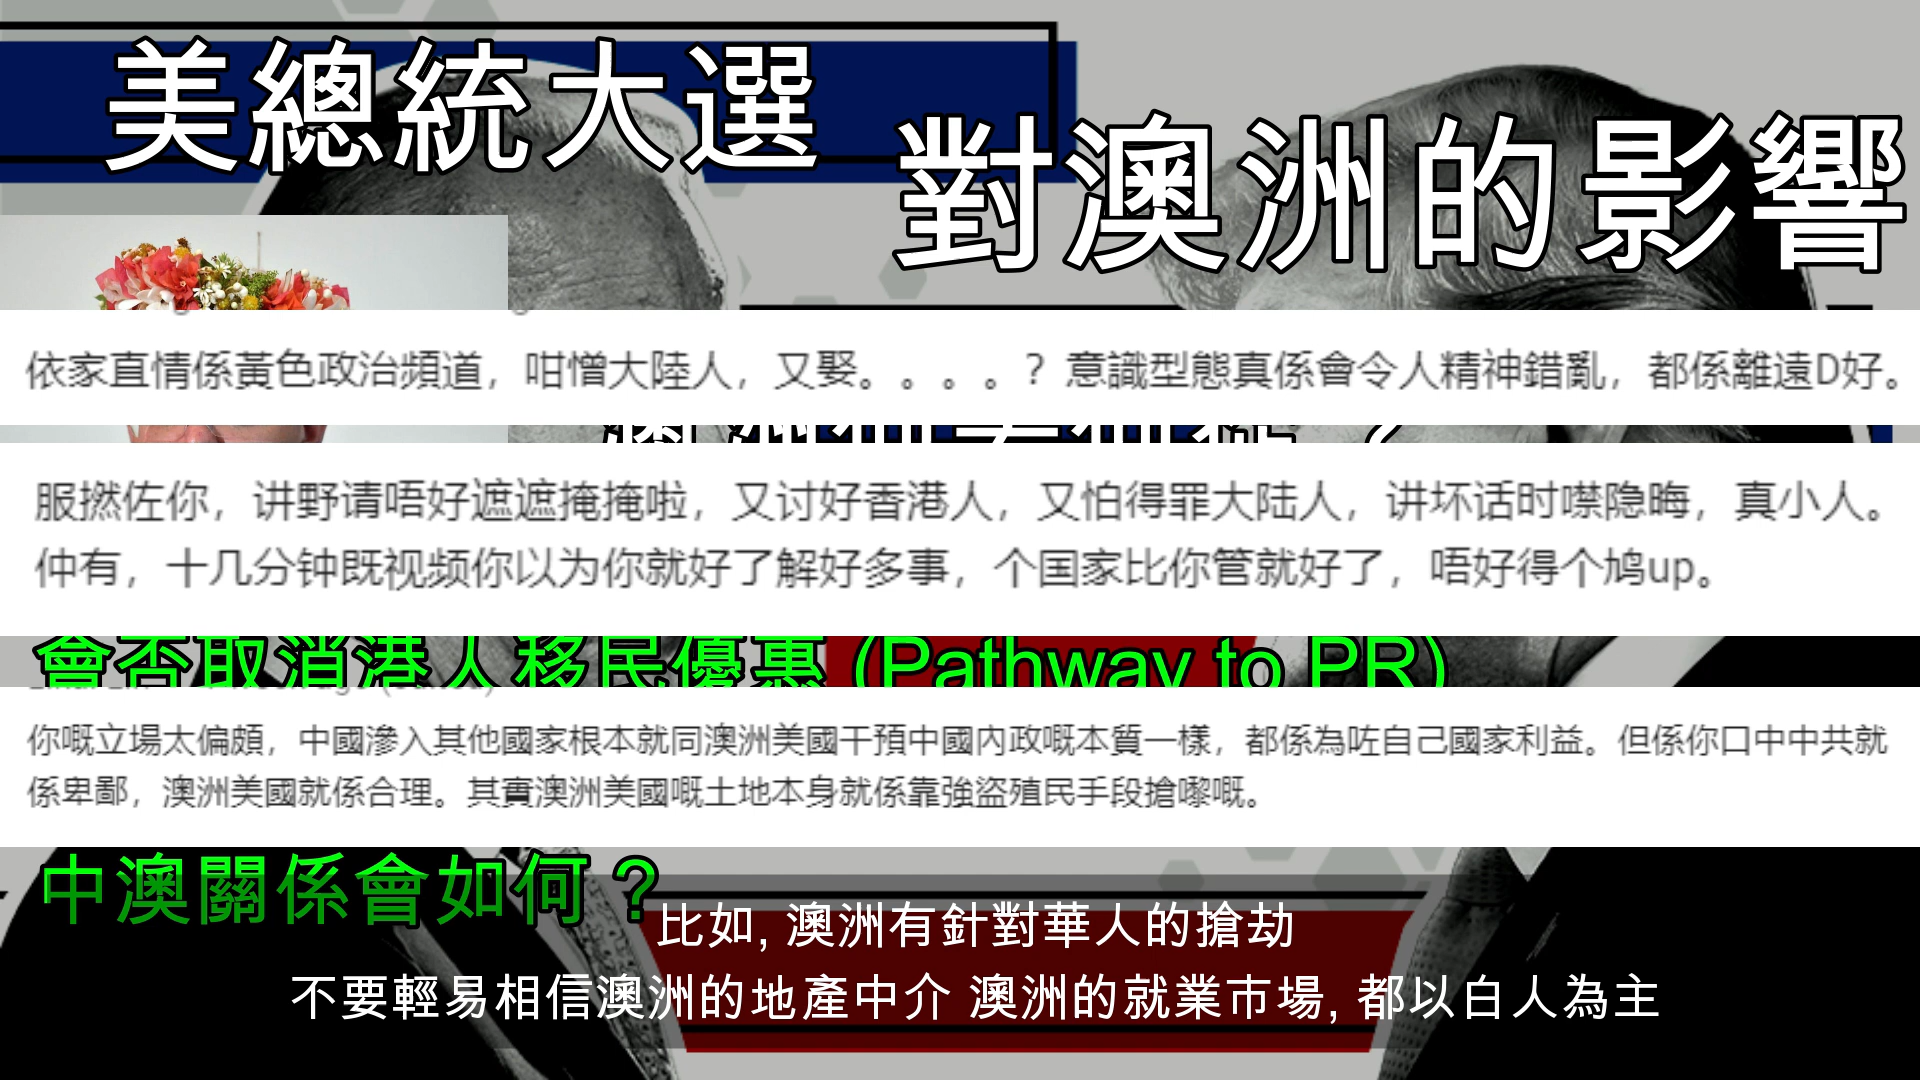 美總統大選
對澳洲的影響
依家直情係黃色政治頻道，咁憎大陸人，又娶。。。。？意識型態真係會令人精神錯亂，都係離遠D好。
服撚佐你，讲野请唔好遮遮掩掩啦，又讨好香港人，又怕得罪大陆人，讲坏话时噤隐晦，真小人。
仲有，十几分钟既视频你以为你就好了解好多事，个国家比你管就好了，唔好得个鸠up。
會否取消港人移民優惠 (Pathway to PR)
你嘅立場太偏頗，中國滲入其他國家根本就同澳洲美國干預中國內政嘅本質一樣，都係為咗自己國家利益。但係你口中中共就
係卑鄙，澳洲美國就係合理。其實澳洲美國嘅土地本身就係靠強盜殖民手段搶嚟嘅。
中澳關係會如何？
比如, 澳洲有針對華人的搶劫
不要輕易相信澳洲的地產中介 澳洲的就業市場, 都以白人為主